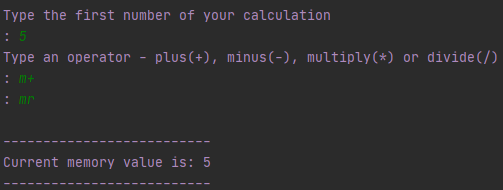 Type the first number of your calculation
: 5
Type an operator - plus(+), minus(-), multiply(*) or divide(/)
: m+
: mr
--------------------------
Current memory value is: 5
--------------------------